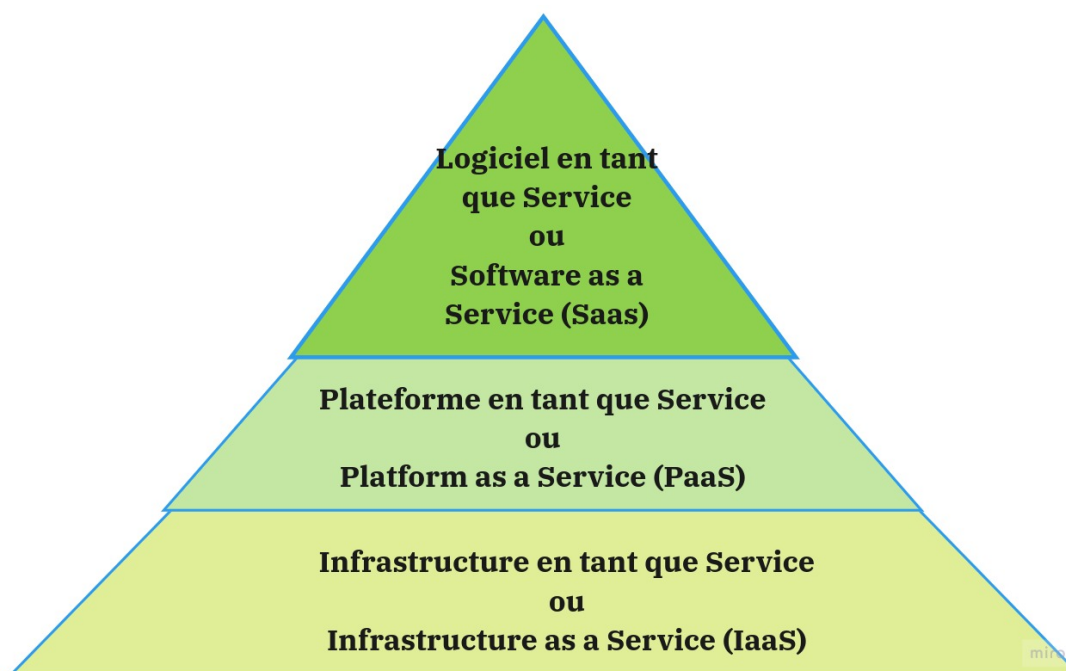 Logiciel en tant
que Service
ou
Software as a
Service (Saas)
Plateforme en tant que Service
ou
Platform as a Service (PaaS)
Infrastructure en tant que Service
ou
Infrastructure as a Service (IaaS)
miro